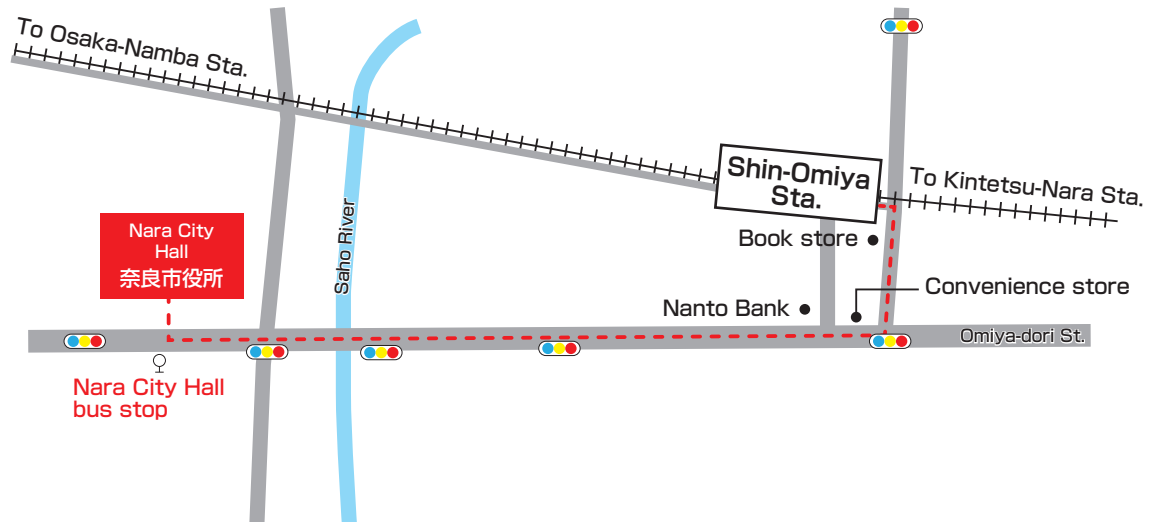 To Osaka-Namba Sta.
Shin-Omiya
Sta.
To Kintetsu-Nara Sta.
Nara City
Hall
奈良市役所
Saho River
Book store
Convenience store
Nanto Bank
Omiya-dori St.
Nara City Hall
bus stop